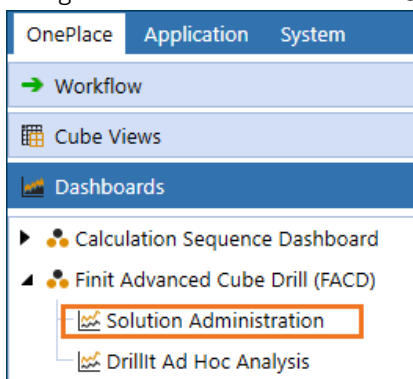 OnePlace Application System
Workflow
Cube Views
Dashboards
Calculation Sequence Dashboard
Finit Advanced Cube Drill (FACD)
Solution Administration
DrillIt Ad Hoc Analysis